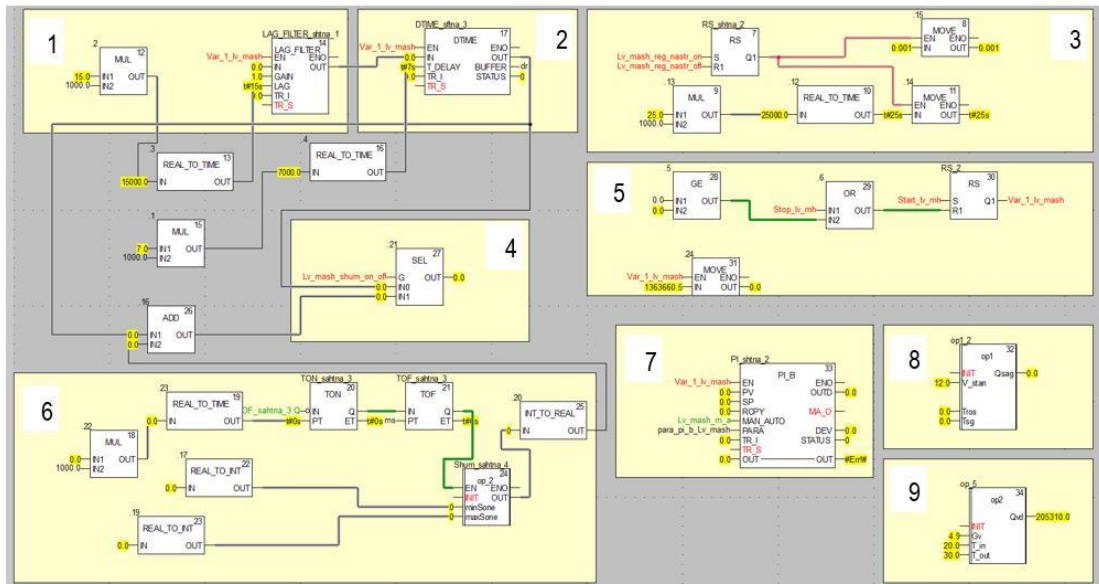 1
.2
12
MUL
15.0 IN1 OUT
1000.0 IN2
LAG_FILTER_shtna_1
14
LAG_FILTER
Var_1_lv_mash EN ENO
0.0 IN OUT
1.0 GAIN
t#15s LAG
TR_I
TR_S
2
DTIME_sftna_3
17
DTIME
Var_1_lv_mash EN ENO
0.0 IN OUT
t#7s T_DELAY BUFFER dr
TR_I STATUS 0
TR_S
3
RS_shtna_2
7
RS
Lv_mash_reg_nastr_on S Q1
Lv_mash_reg_nastr_off R1
.15
8
MOVE
EN ENO
0.001 IN OUT 0.001
.13
9
MUL
25.0 IN1 OUT
1000.0 IN2
.12
10
REAL_TO_TIME
25000.0 IN OUT t#25s
.14
11
MOVE
EN ENO
IN OUT t#25s
.3
13
REAL_TO_TIME
15000.0 IN OUT
.4
16
REAL_TO_TIME
7000.0 IN OUT
.1
15
MUL
7.0 IN1 OUT
1000.0 IN2
4
.21
27
SEL
Lv_mash_shum_on_off G OUT 0.0
0.0 IN0
0.0 IN1
5
.5
28
GE
0.0 IN1 OUT
0.0 IN2
.6
29
OR
Stop_lv_mh IN1 OUT
IN2
RS_2
30
RS
Start_lv_mh S Q1 Var_1_lv_mash
R1
.24
31
MOVE
Var_1_lv_mash EN ENO
1363660.5 IN OUT 0.0
.16
26
ADD
0.0 IN1 OUT
0.0 IN2
6
.22
18
MUL
0.0 IN1 OUT
1000.0 IN2
.23
19
REAL_TO_TIME
0.0 IN OUT
TON_sahtna_3
20
TON
OF_sahtna_3.Q IN Q
t#0s PT ET t#0s
TOF_sahtna_3
21
TOF
IN Q
ms PT ET
.20
25
INT_TO_REAL
0 IN OUT
.17
22
REAL_TO_INT
0.0 IN OUT
.19
23
REAL_TO_INT
0.0 IN OUT
Shum_sahtna_4
24
op_2
EN ENO
INIT OUT
0 minSone
0 maxSone
7
PI_shtna_2
33
PI_B
Var_1_lv_mash EN ENO
0.0 PV OUTD 0.0
0.0 SP
0.0 RCPY MA_O
Lv_mash_m_a MAN_AUTO
para_pi_b_Lv_mash PARA DEV 0.0
0.0 TR_I STATUS 0
TR_S
0.0 OUT OUT #Err#
8
op1_2
32
op1
INIT Qsag 0.0
12.0 V_stan
0.0 Tros
0.0 Tsg
9
op_5
34
op2
INIT Qvd 205310.0
4.9 Gv
20.0 T_in
30.0 T_out